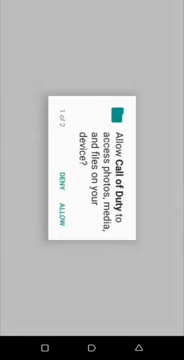 Allow Call of Duty to
access photos, media,
and files on your
device?
1 of 2
DENY ALLOW